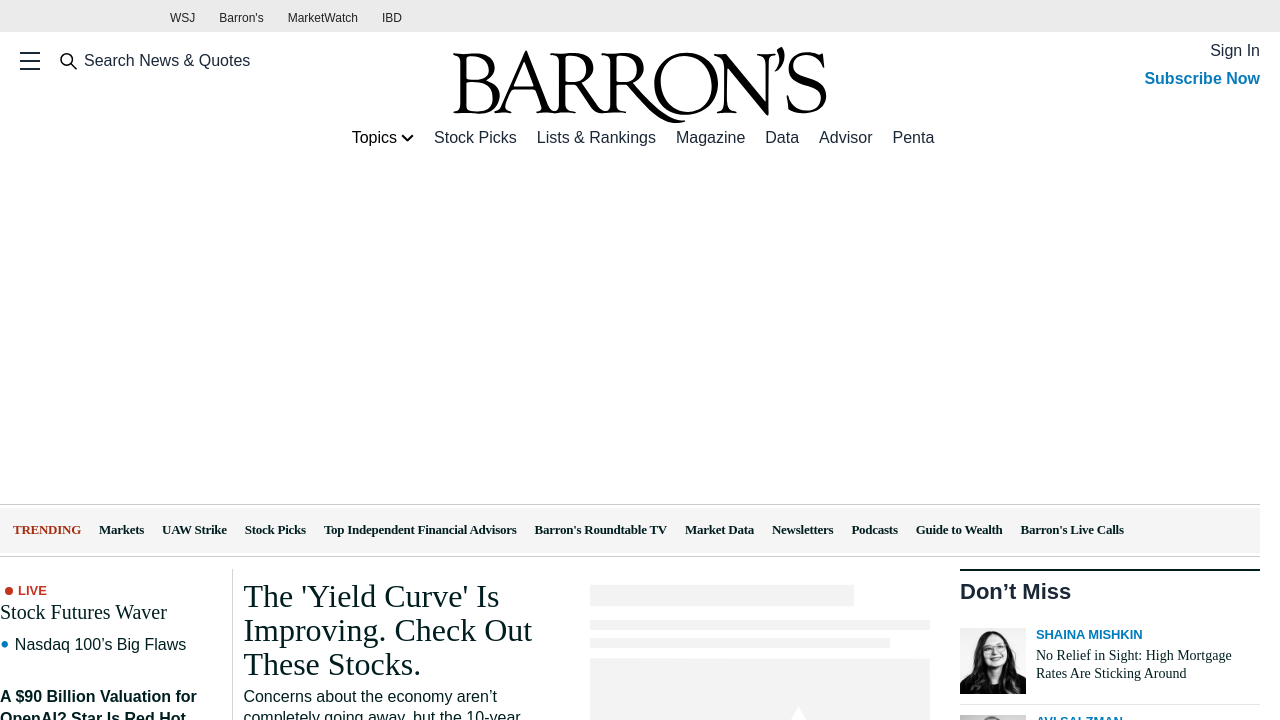 WSJ Barron's MarketWatch IBD
Search News & Quotes
BARRON'S
Sign In
Subscribe Now
Topics Stock Picks Lists & Rankings Magazine Data Advisor Penta
TRENDING Markets UAW Strike Stock Picks Top Independent Financial Advisors Barron's Roundtable TV Market Data Newsletters Podcasts Guide to Wealth Barron's Live Calls
LIVE
Stock Futures Waver
Nasdaq 100’s Big Flaws
A $90 Billion Valuation for
OpenAI? Star Is Red Hot
The 'Yield Curve' Is
Improving. Check Out
These Stocks.
Concerns about the economy aren’t
completely going away, but the 10-year
Don’t Miss
SHAINA MISHKIN
No Relief in Sight: High Mortgage
Rates Are Sticking Around
AVI SALZMAN